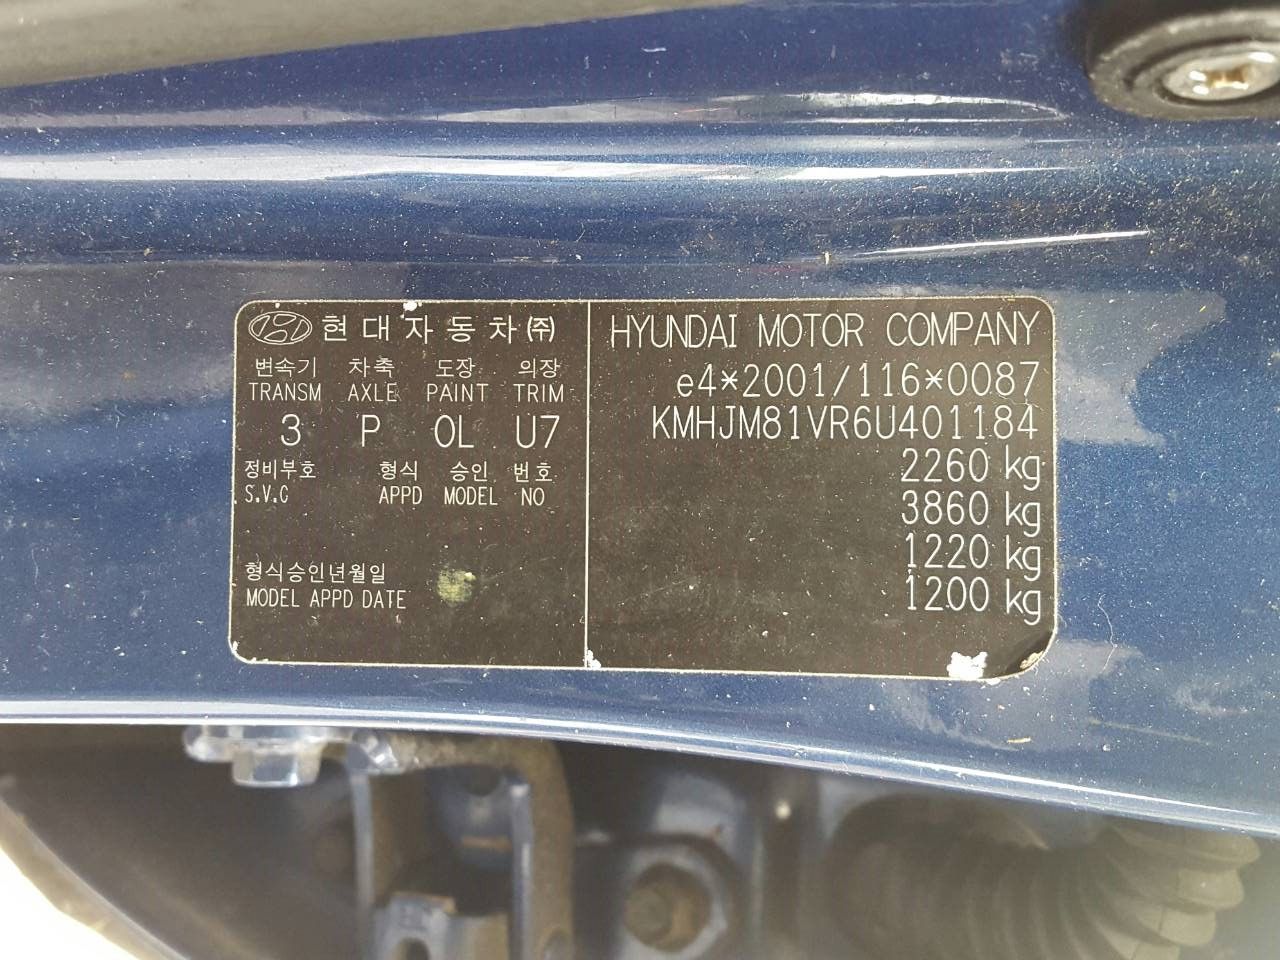 현대자동차㈜
변속기 차축 도장 의장
TRANSM AXLE PAINT TRIM
3 P OL U7
정비부호 형식 승인 번호
S.V.C APPD MODEL NO
형식승인년월일
MODEL APPD DATE
HYUNDAI MOTOR COMPANY
e4*2001/116*0087
KMHJM81VR6U401184
2260 kg
3860 kg
1220 kg
1200 kg